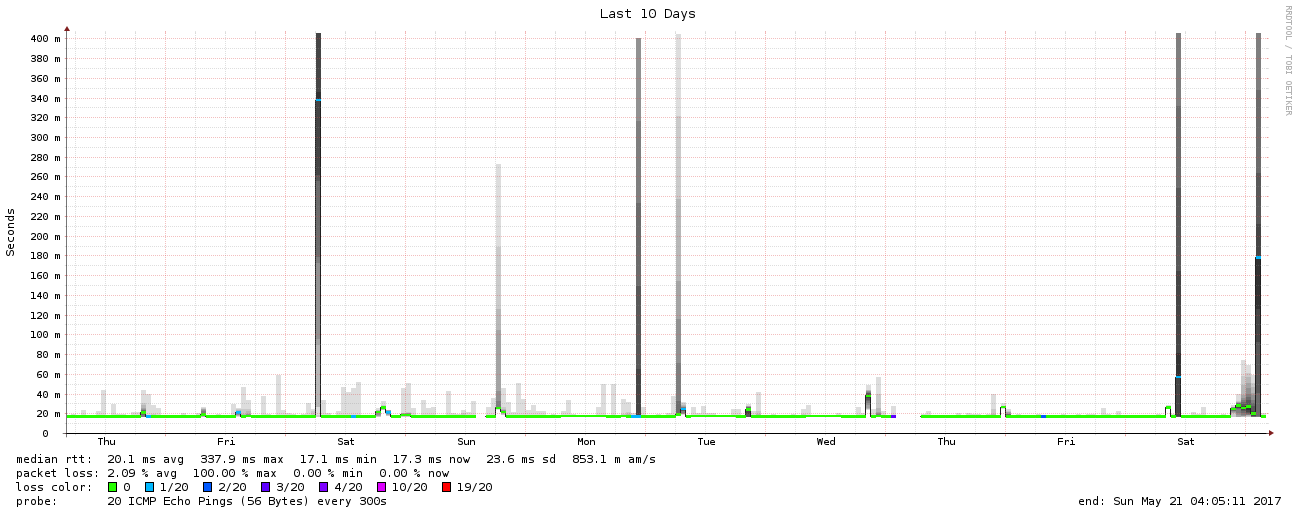 Last 10 Days
RRDTOOL / TOBI OETIKER
Seconds
400 m
380 m
360 m
340 m
320 m
300 m
280 m
260 m
240 m
220 m
200 m
180 m
160 m
140 m
120 m
100 m
80 m
60 m
40 m
20 m
0
Thu Fri Sat Sun Mon Tue Wed Thu Fri Sat
median rtt: 20.1 ms avg 337.9 ms max 17.1 ms min 17.3 ms now 23.6 ms sd 853.1 m am/s
packet loss: 2.09 % avg 100.00 % max 0.00 % min 0.00 % now
loss color: 0 1/20 2/20 3/20 4/20 10/20 19/20
probe: 20 ICMP Echo Pings (56 Bytes) every 300s end: Sun May 21 04:05:11 2017